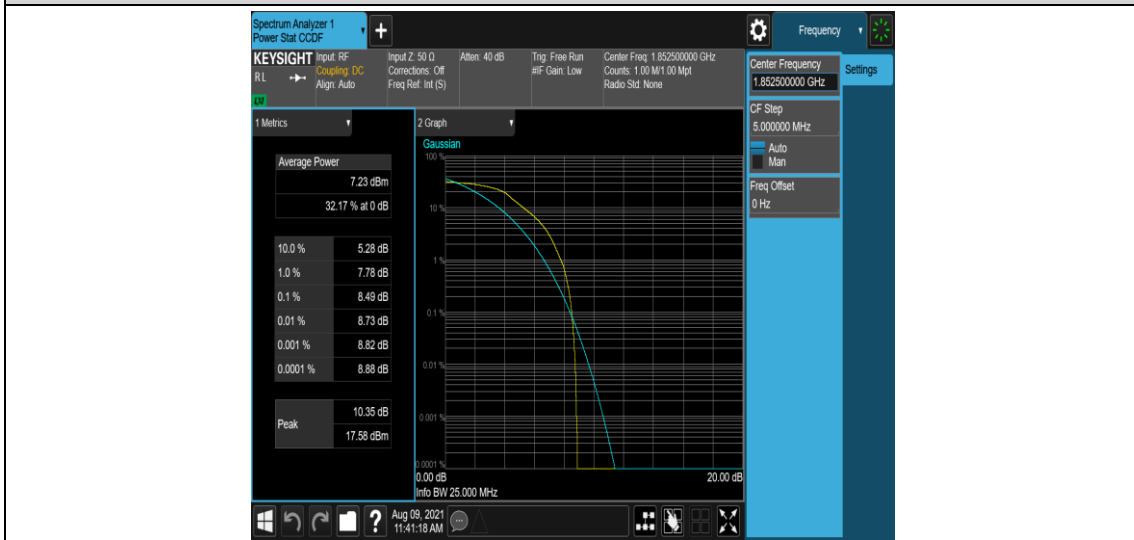 Spectrum Analyzer 1
Power Stat CCDF
+
Frequency
KEYSIGHT
Input: RF
Coupling: DC
Align: Auto
Input Z: 50 Ω
Corrections: Off
Freq Ref: Int (S)
Atten: 40 dB
Trig: Free Run
#IF Gain: Low
Center Freq: 1.852500000 GHz
Counts: 1.00 M/1.00 Mpt
Radio Std: None
RL
Center Frequency
1.852500000 GHz
Settings
CF Step
5.000000 MHz
Auto
Man
Freq Offset
0 Hz
1 Metrics
Average Power
7.23 dBm
32.17 % at 0 dB
10.0 % 5.28 dB
1.0 % 7.78 dB
0.1 % 8.49 dB
0.01 % 8.73 dB
0.001 % 8.82 dB
0.0001 % 8.88 dB
Peak
10.35 dB
17.58 dBm
2 Graph
Gaussian
100 %
10 %
1 %
0.1 %
0.01 %
0.001 %
0.0001 %
0.00 dB
20.00 dB
Info BW 25.000 MHz
?
Aug 09, 2021
11:41:18 AM